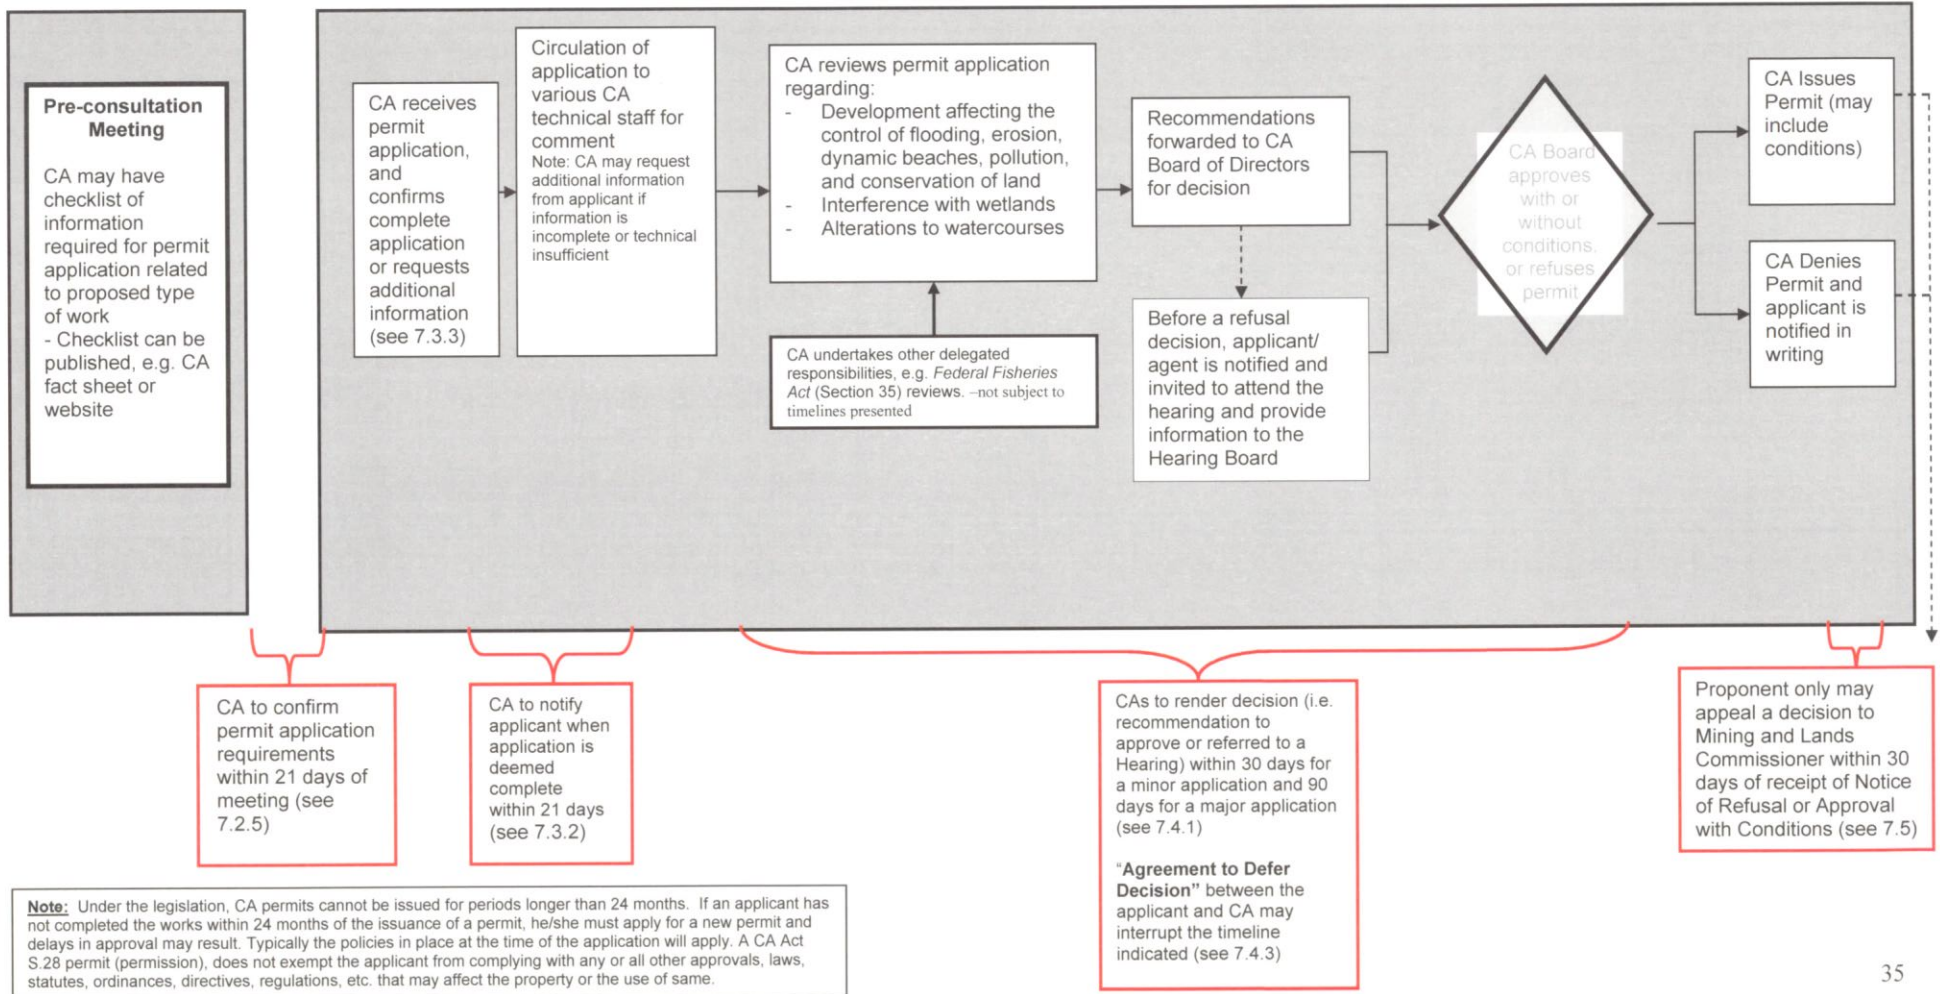 Pre-consultation
Meeting
CA may have
checklist of
information
required for permit
application related
to proposed type
of work
- Checklist can be
published, e.g. CA
fact sheet or
website
CA receives
permit
application,
and
confirms
complete
application
or requests
additional
information
(see 7.3.3)
Circulation of
application to
various CA
technical staff for
comment
Note: CA may request
additional information
from applicant if
information is
incomplete or technical
insufficient
CA reviews permit application
regarding:
- Development affecting the
control of flooding, erosion,
dynamic beaches, pollution,
and conservation of land
- Interference with wetlands
- Alterations to watercourses
CA undertakes other delegated
responsibilities, e.g. Federal Fisheries
Act (Section 35) reviews. –not subject to
timelines presented
Recommendations
forwarded to CA
Board of Directors
for decision
Before a refusal
decision, applicant/
agent is notified and
invited to attend the
hearing and provide
information to the
Hearing Board
CA Board
approves
with or
without
conditions.
or refuses
permit
CA Issues
Permit (may
include
conditions)
CA Denies
Permit and
applicant is
notified in
writing
CA to confirm
permit application
requirements
within 21 days of
meeting (see
7.2.5)
CA to notify
applicant when
application is
deemed
complete
within 21 days
(see 7.3.2)
CAs to render decision (i.e.
recommendation to
approve or referred to a
Hearing) within 30 days for
a minor application and 90
days for a major application
(see 7.4.1)
“Agreement to Defer
Decision” between the
applicant and CA may
interrupt the timeline
indicated (see 7.4.3)
Proponent only may
appeal a decision to
Mining and Lands
Commissioner within 30
days of receipt of Notice
of Refusal or Approval
with Conditions (see 7.5)
Note: Under the legislation, CA permits cannot be issued for periods longer than 24 months. If an applicant has
not completed the works within 24 months of the issuance of a permit, he/she must apply for a new permit and
delays in approval may result. Typically the policies in place at the time of the application will apply. A CA Act
S.28 permit (permission), does not exempt the applicant from complying with any or all other approvals, laws,
statutes, ordinances, directives, regulations, etc. that may affect the property or the use of same.
35